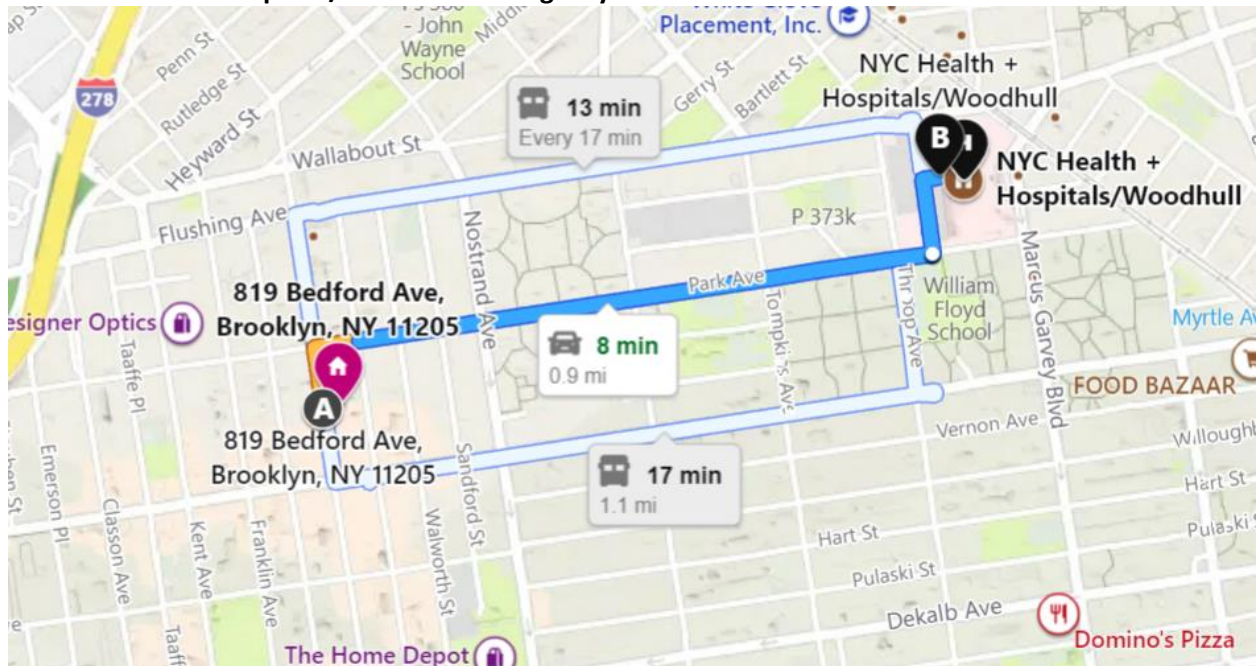 Penn St
- John
Wayne
School
Placement, Inc.
NYC Health +
Hospitals/Woodhull
278
Rutledge St
Gerry St
Bartlett St
13 min
Every 17 min
Heyward St
Wallabout St
B
H
NYC Health +
Hospitals/Woodhull
Flushing Ave
Nostrand Ave
P 373k
Marcus Garvey Blvd
819 Bedford Ave,
Brooklyn, NY 11205
Park Ave
Tompkins Ave
Throop Ave
William
Floyd
School
esigner Optics
Taaffe Pl
8 min
0.9 mi
Myrtle Av
A
FOOD BAZAAR
819 Bedford Ave,
Brooklyn, NY 11205
Vernon Ave
Willoughb
Emerson Pl
Classon Ave
Kent Ave
Franklin Ave
Walworth St
Sandford St
17 min
1.1 mi
Hart St
Hart St
Pulaski
Pulaski St
Dekalb Ave
Taaff
The Home Depot
Domino's Pizza